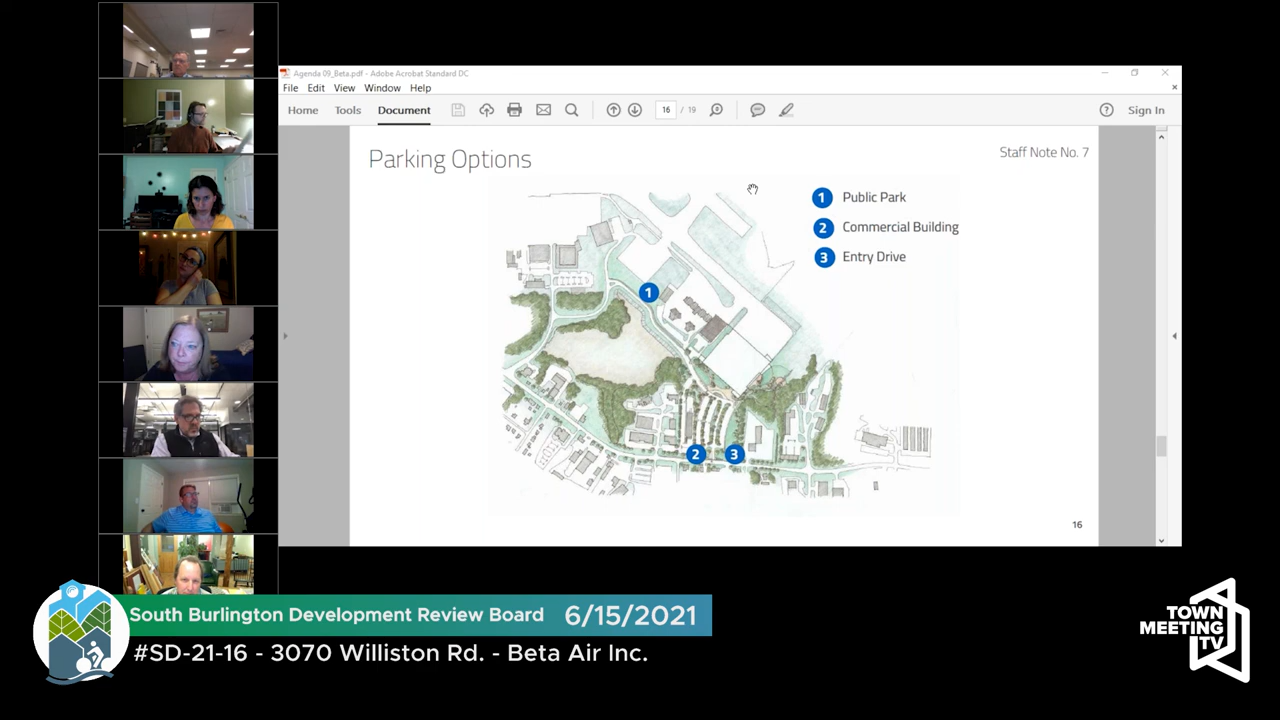 Agenda 09_Beta.pdf - Adobe Acrobat Standard DC
File Edit View Window Help
Home Tools Document 16 / 19 Sign In
Parking Options
Staff Note No. 7
1 Public Park
2 Commercial Building
3 Entry Drive
1
2 3
16
South Burlington Development Review Board 6/15/2021
#SD-21-16 - 3070 Williston Rd. - Beta Air Inc.
TOWN
MEETING
TV